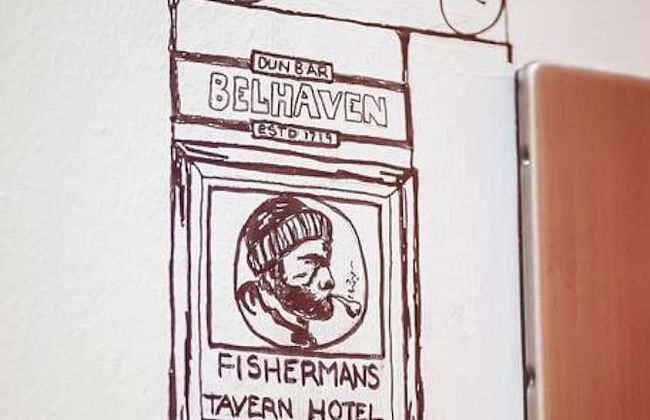 DUNBAR
BELHAVEN
ESTD. 1719
FISHERMANS
TAVERN HOTEL